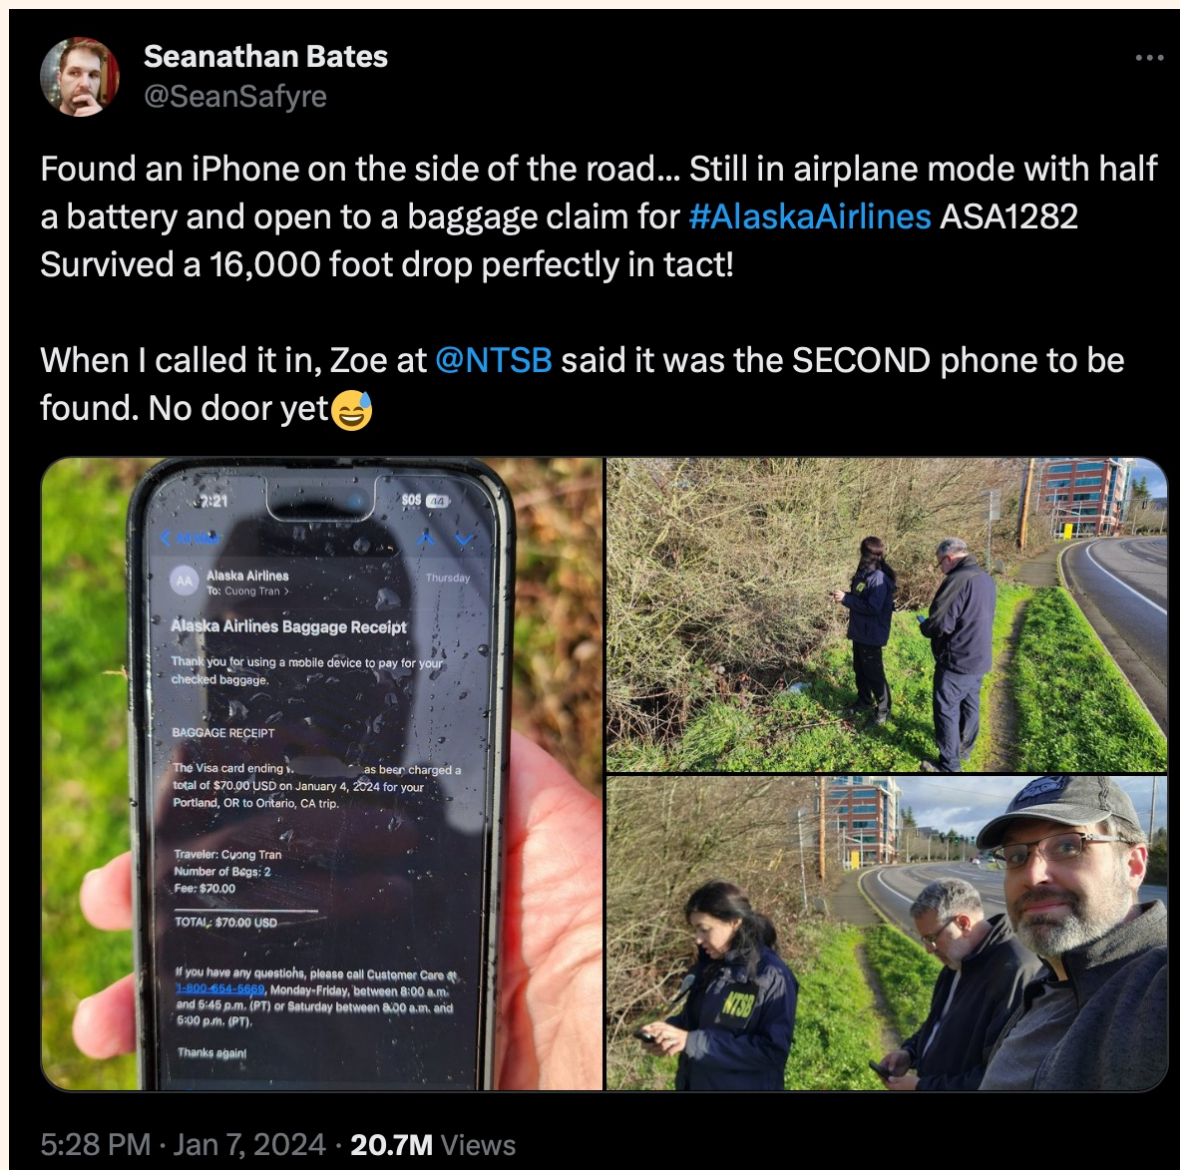 Seanathan Bates
@SeanSafyre
Found an iPhone on the side of the road... Still in airplane mode with half
a battery and open to a baggage claim for #AlaskaAirlines ASA1282
Survived a 16,000 foot drop perfectly in tact!
When I called it in, Zoe at @NTSB said it was the SECOND phone to be
found. No door yet😅
:21
SOS 44
AA
Alaska Airlines
Thursday
To: Cuong Tran >
Alaska Airlines Baggage Receipt
Thank you for using a mobile device to pay for your
checked baggage.
BAGGAGE RECEIPT
The Visa card ending as been charged a
total of $70.00 USD on January 4, 2024 for your
Portland, OR to Ontario, CA trip.
Traveler: Cuong Tran
Number of Bags: 2
Fee: $70.00
TOTAL: $70.00 USD
If you have any questions, please call Customer Care at
1-800-654-5669, Monday-Friday, between 8:00 a.m.
and 5:45 p.m. (PT) or Saturday between 8:00 a.m. and
5:00 p.m. (PT).
Thanks again!
NTSB
5:28 PM · Jan 7, 2024 · 20.7M Views